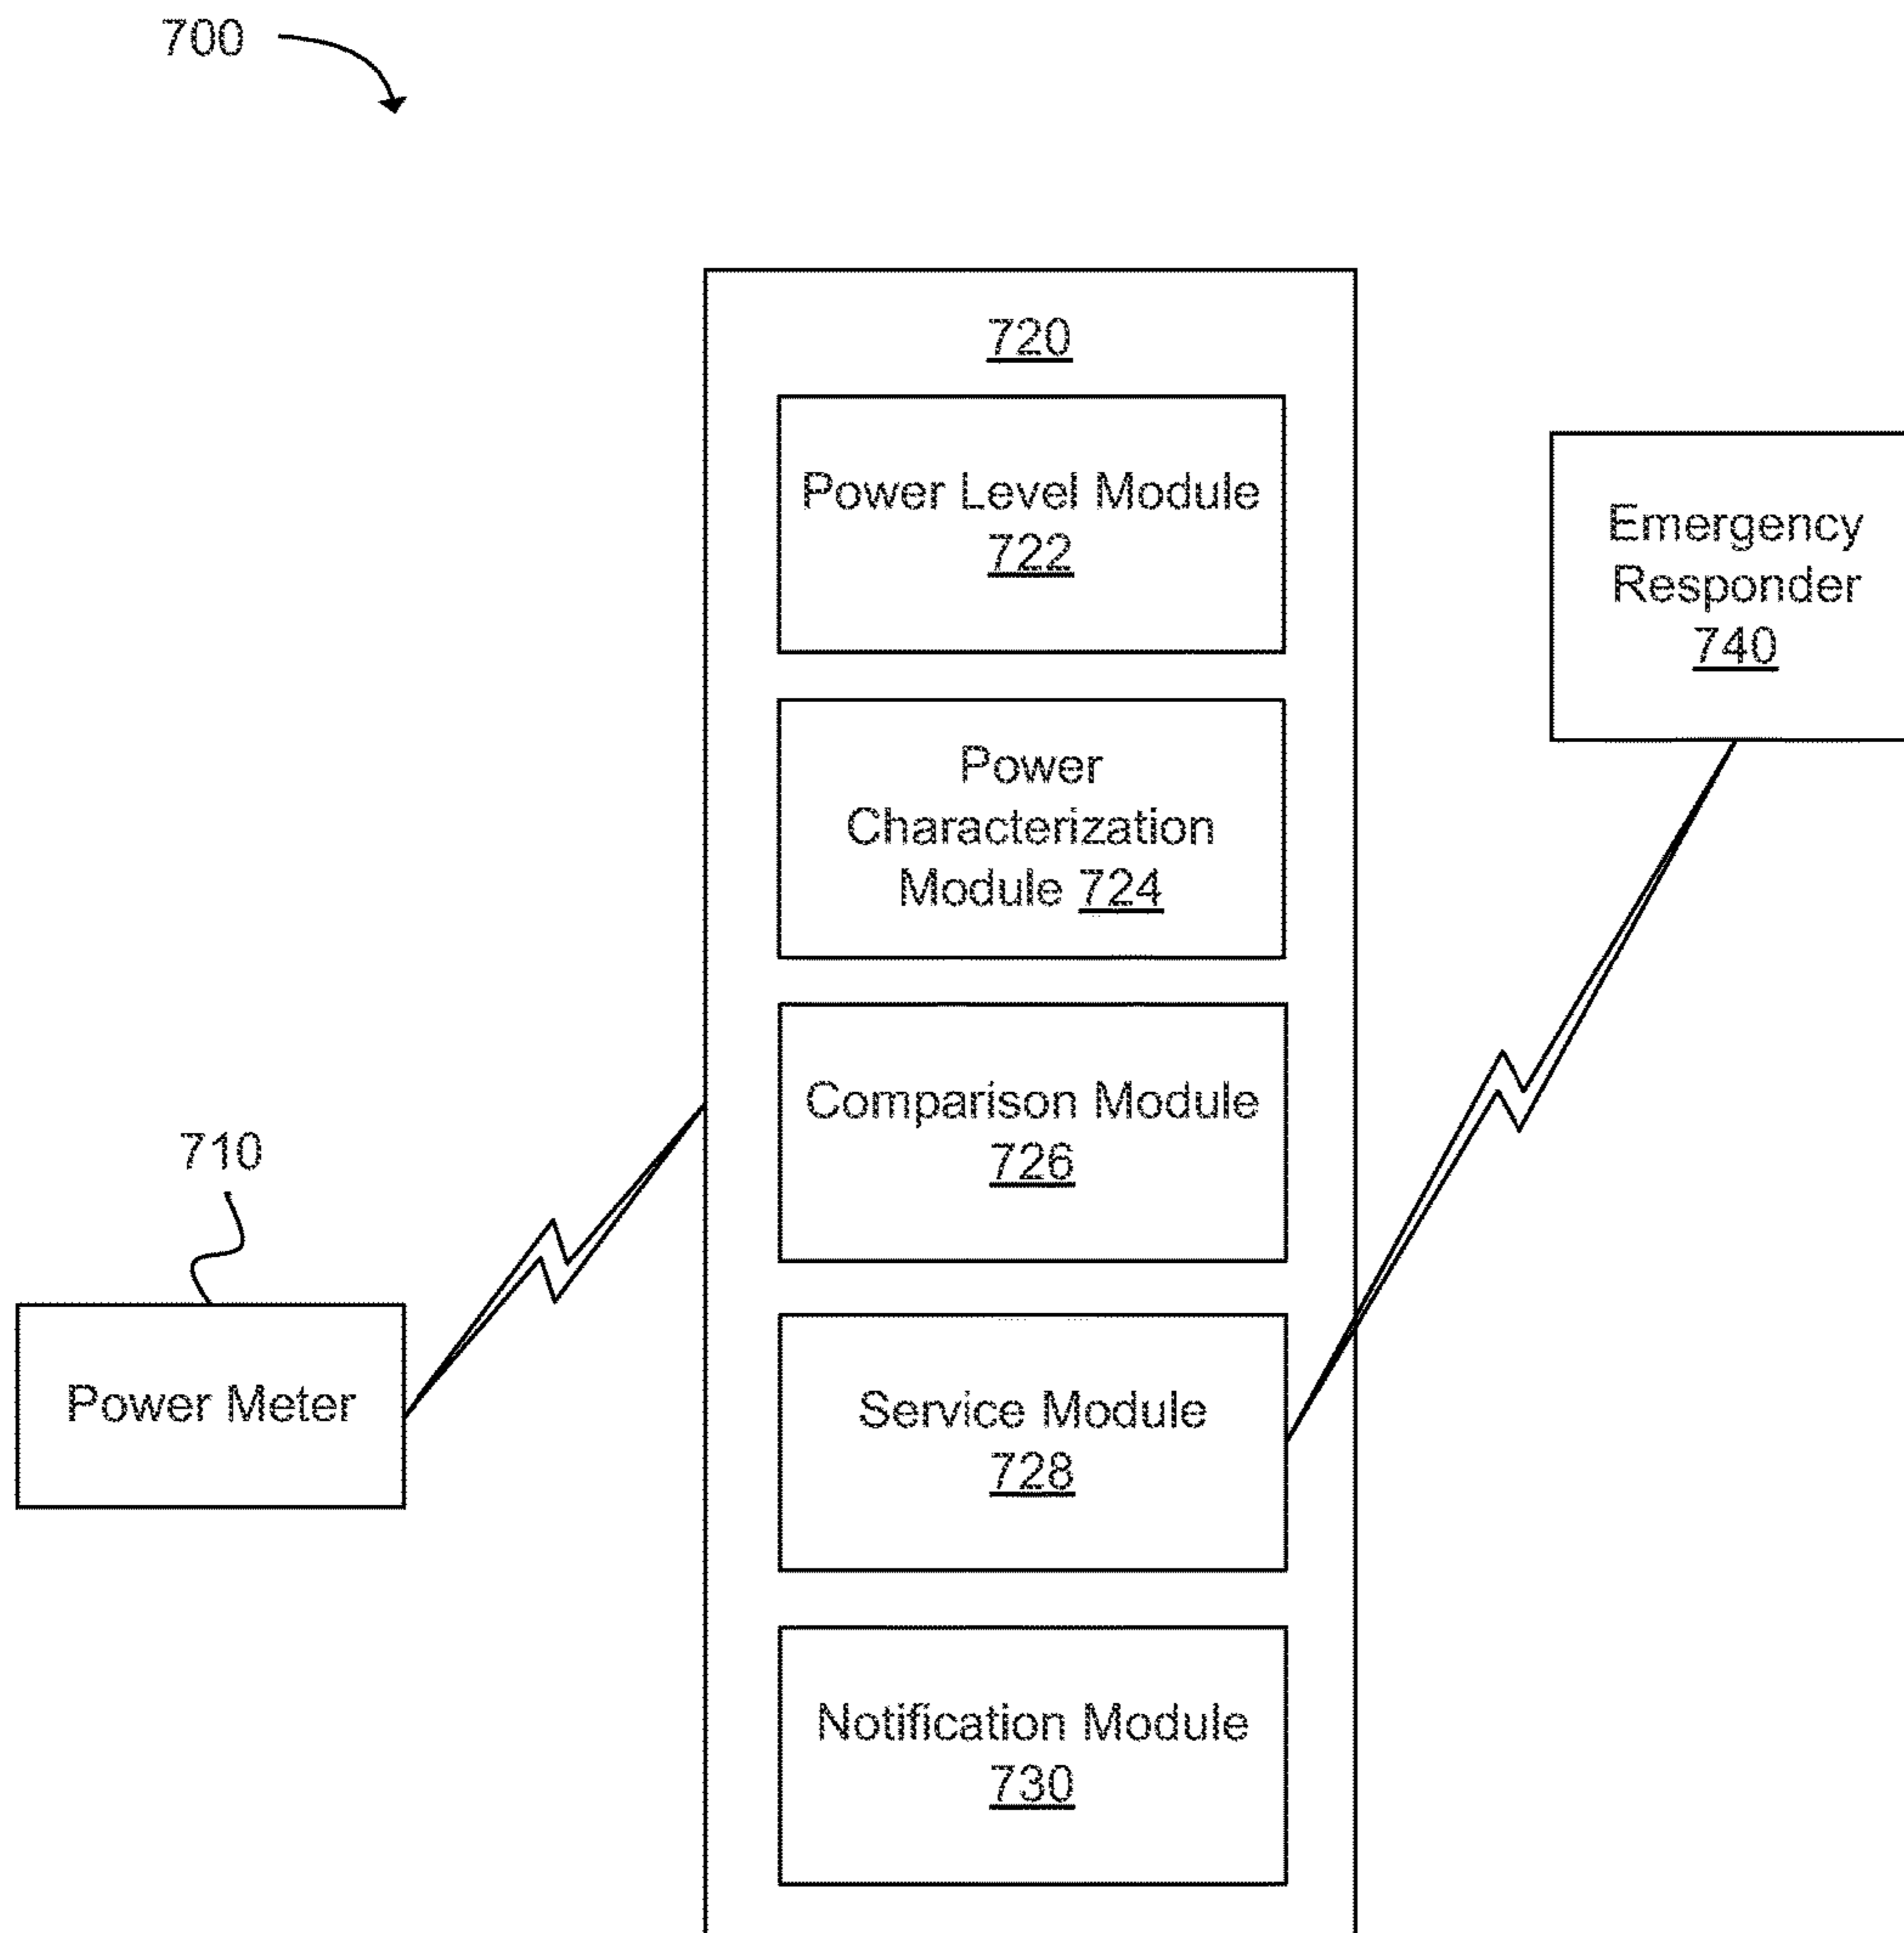 700
720
Power Level Module
722
Power
Characterization
Module 724
Comparison Module
726
Service Module
728
Notification Module
730
Emergency
Responder
740
710
Power Meter